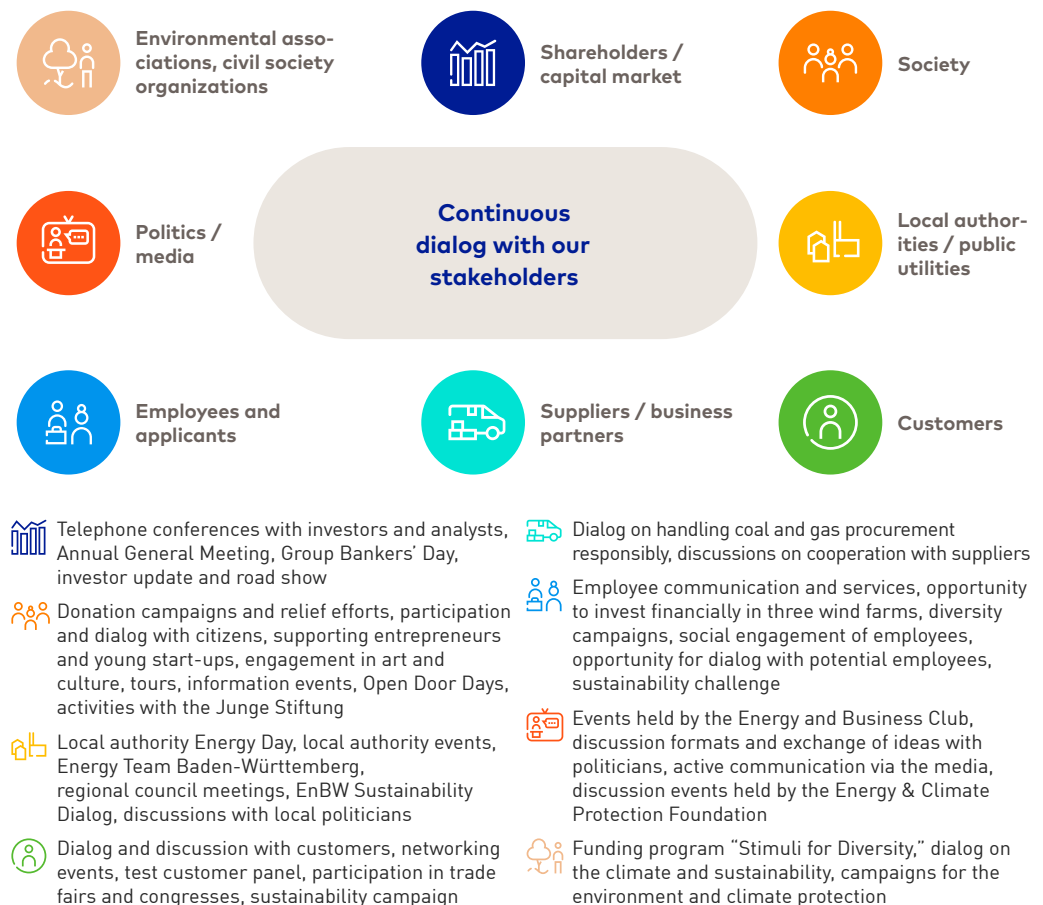 Environmental asso-
ciations, civil society
organizations
Shareholders /
capital market
Society
Politics /
media
Continuous
dialog with our
stakeholders
Local author-
ities / public
utilities
Employees and
applicants
Suppliers / business
partners
Customers
Telephone conferences with investors and analysts,
Annual General Meeting, Group Bankers’ Day,
investor update and road show
Donation campaigns and relief efforts, participation
and dialog with citizens, supporting entrepreneurs
and young start-ups, engagement in art and
culture, tours, information events, Open Door Days,
activities with the Junge Stiftung
Local authority Energy Day, local authority events,
Energy Team Baden-Württemberg,
regional council meetings, EnBW Sustainability
Dialog, discussions with local politicians
Dialog and discussion with customers, networking
events, test customer panel, participation in trade
fairs and congresses, sustainability campaign
Dialog on handling coal and gas procurement
responsibly, discussions on cooperation with suppliers
Employee communication and services, opportunity
to invest financially in three wind farms, diversity
campaigns, social engagement of employees,
opportunity for dialog with potential employees,
sustainability challenge
Events held by the Energy and Business Club,
discussion formats and exchange of ideas with
politicians, active communication via the media,
discussion events held by the Energy & Climate
Protection Foundation
Funding program “Stimuli for Diversity,” dialog on
the climate and sustainability, campaigns for the
environment and climate protection